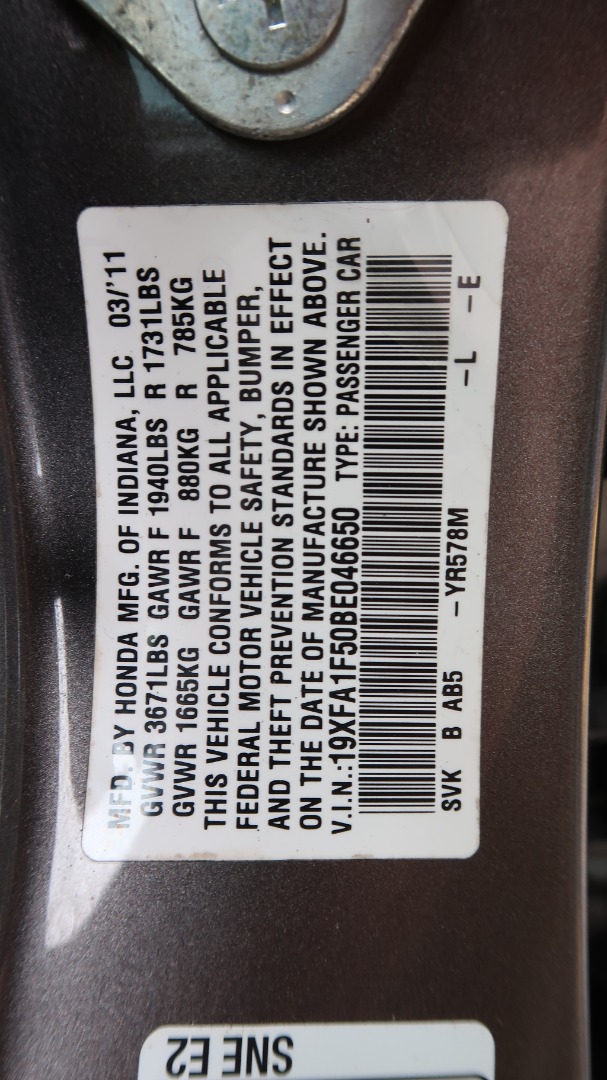 MFD. BY HONDA MFG. OF INDIANA, LLC 03/'11
GVWR 3671LBS GAWR F 1940LBS R 1731LBS
GVWR 1665KG GAWR F 880KG R 785KG
THIS VEHICLE CONFORMS TO ALL APPLICABLE
FEDERAL MOTOR VEHICLE SAFETY, BUMPER,
AND THEFT PREVENTION STANDARDS IN EFFECT
ON THE DATE OF MANUFACTURE SHOWN ABOVE.
V.I.N.:19XFA1F50BE046650 TYPE: PASSENGER CAR
SVK B AB5 – YR578M – L – E
SNE E2